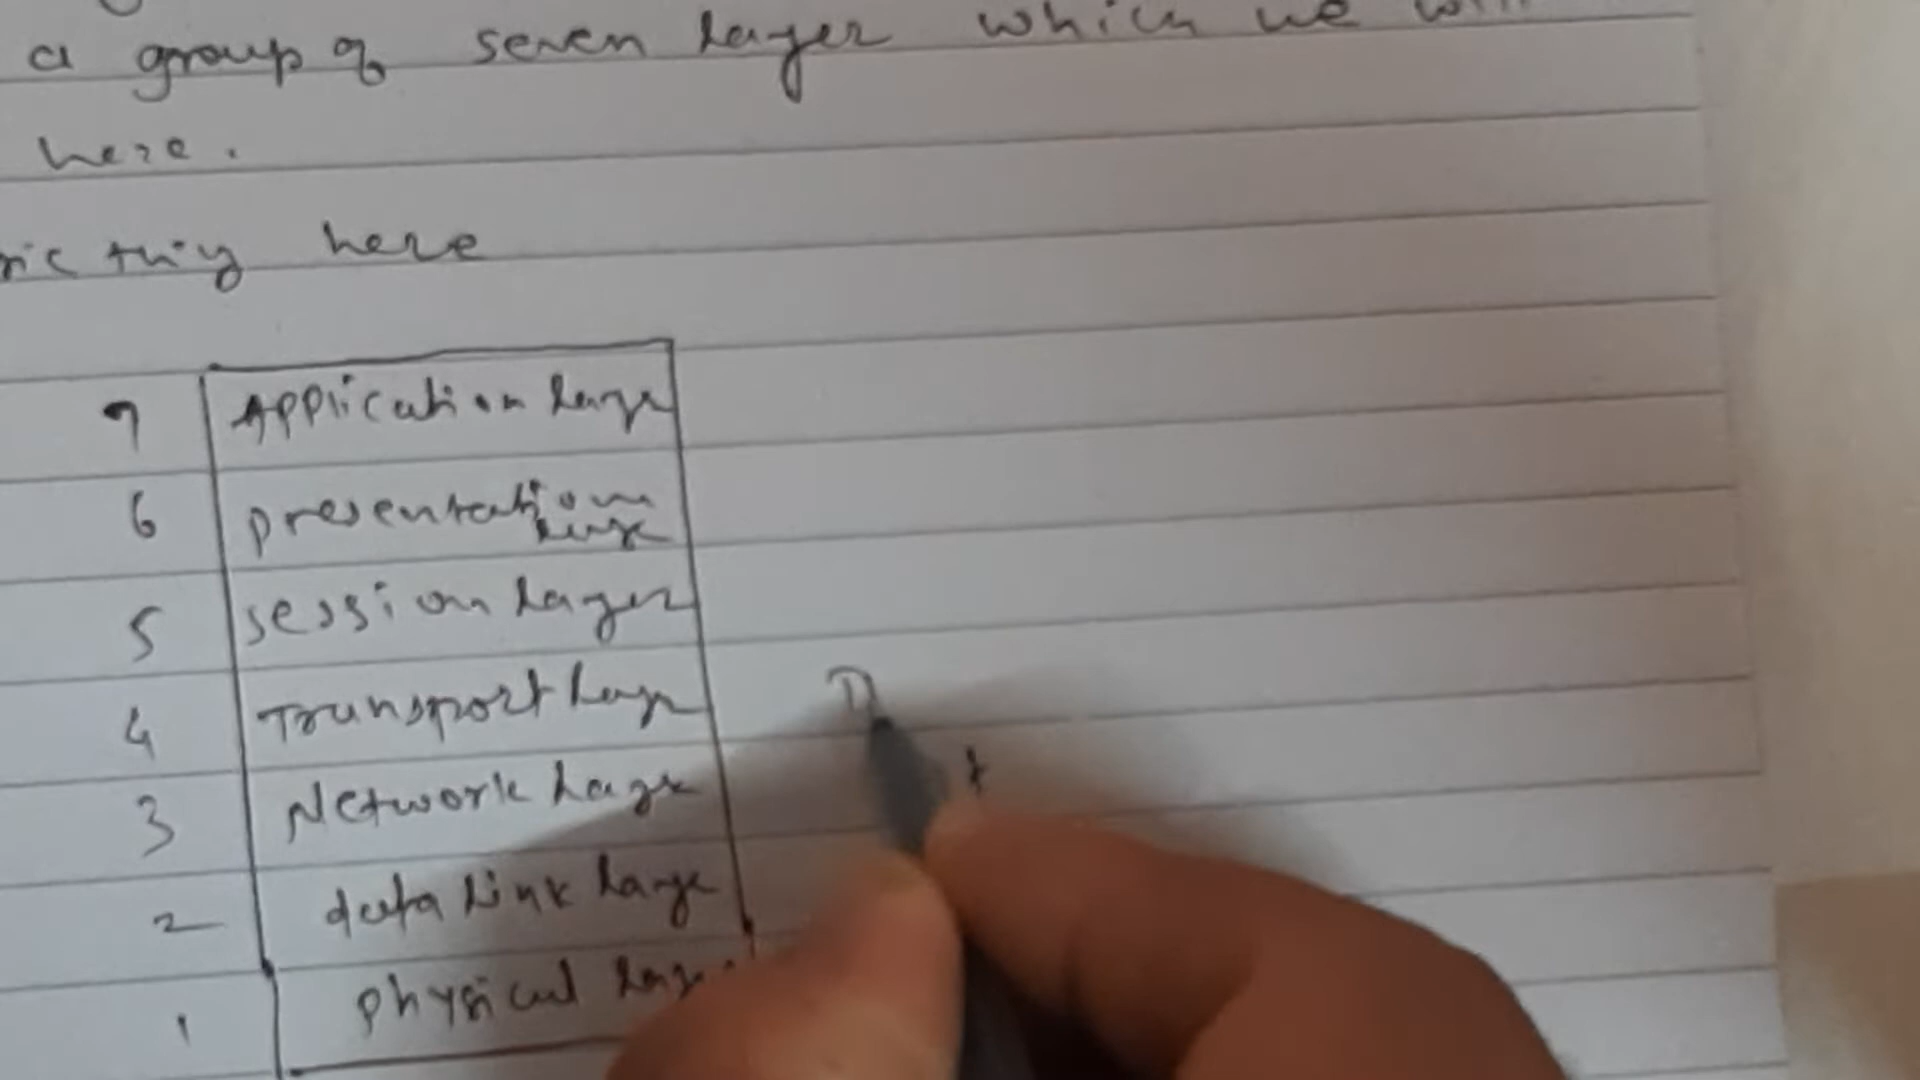 a group of seven layer which we will
here.
thing here
7 Application layer
6 presentation
layer
5 session layer
4 Transport layer
3 Network layer
2 data link layer
1 physical layer